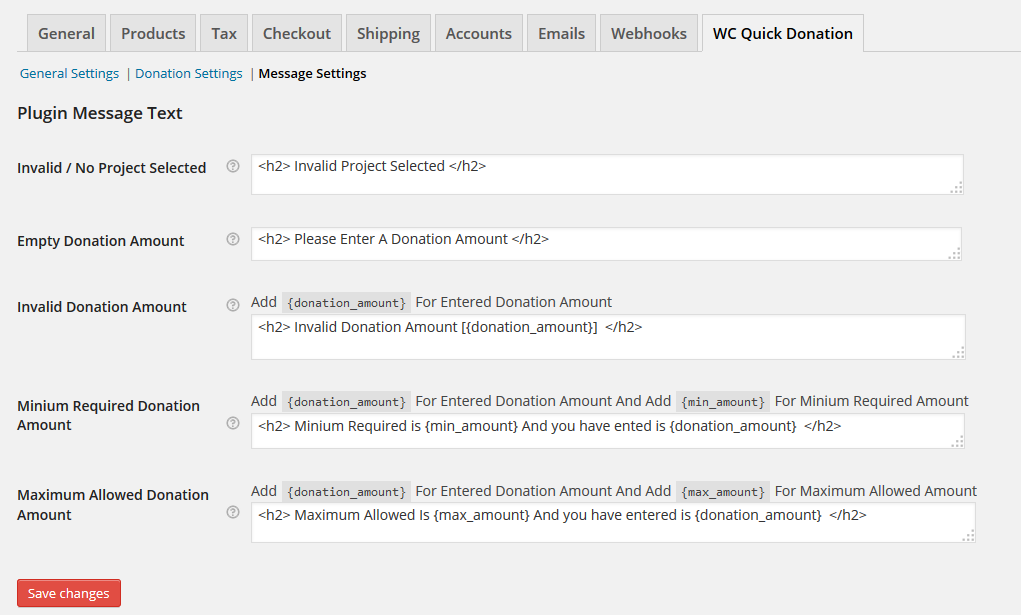 General Products Tax Checkout Shipping Accounts Emails Webhooks WC Quick Donation
General Settings | Donation Settings | Message Settings
Plugin Message Text
Invalid / No Project Selected
<h2> Invalid Project Selected </h2>
Empty Donation Amount
<h2> Please Enter A Donation Amount </h2>
Invalid Donation Amount
Add {donation_amount} For Entered Donation Amount
<h2> Invalid Donation Amount [{donation_amount}]  </h2>
Minium Required Donation
Amount
Add {donation_amount} For Entered Donation Amount And Add {min_amount} For Minium Required Amount
<h2> Minium Required is {min_amount} And you have ented is {donation_amount}  </h2>
Maximum Allowed Donation
Amount
Add {donation_amount} For Entered Donation Amount And Add {max_amount} For Maximum Allowed Amount
<h2> Maximum Allowed Is {max_amount} And you have entered is {donation_amount}  </h2>
Save changes